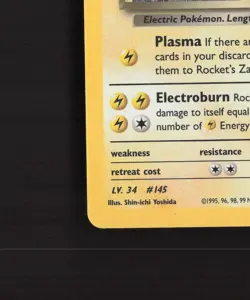 Electric Pokémon. Leng
Plasma If there ar
cards in your discard
them to Rocket's Za
Electroburn Roc
damage to itself equal
number of Energy
weakness resistance
retreat cost
LV. 34 #145
Illus. Shin-ichi Yoshida ©1995, 96, 98, 99 N